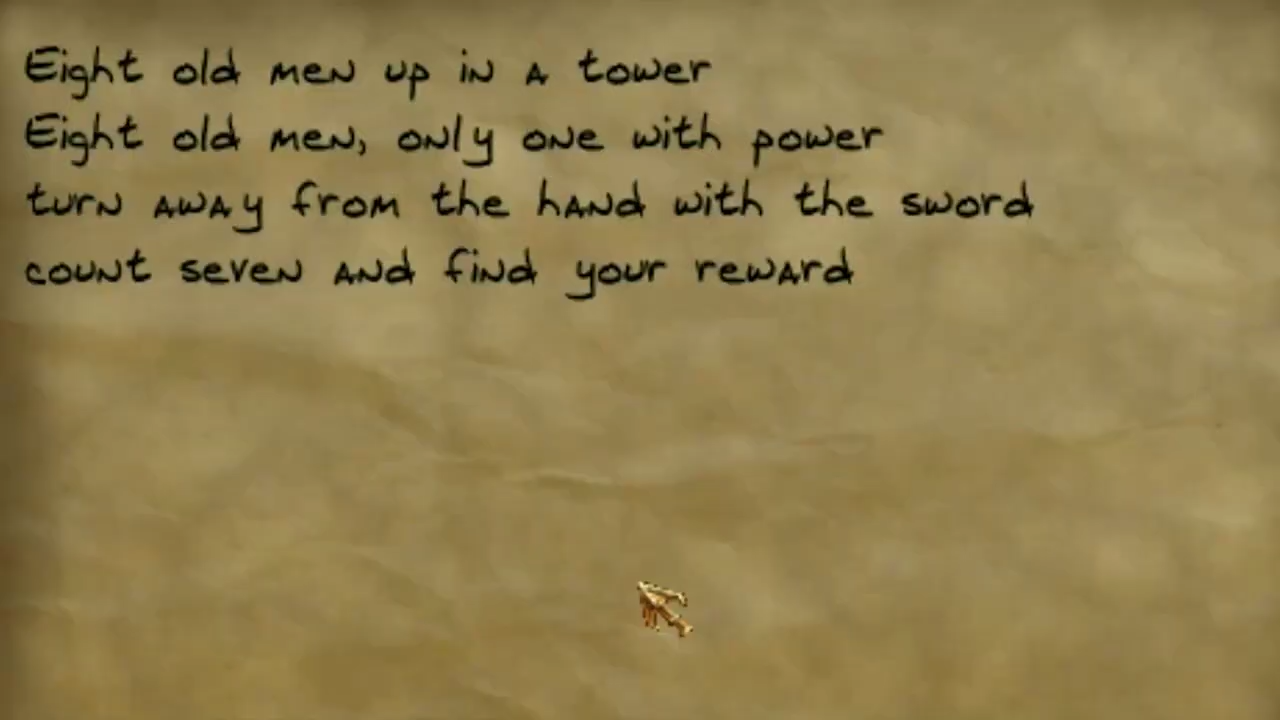 Eight old men up in a tower
Eight old men, only one with power
turn away from the hand with the sword
count seven and find your reward